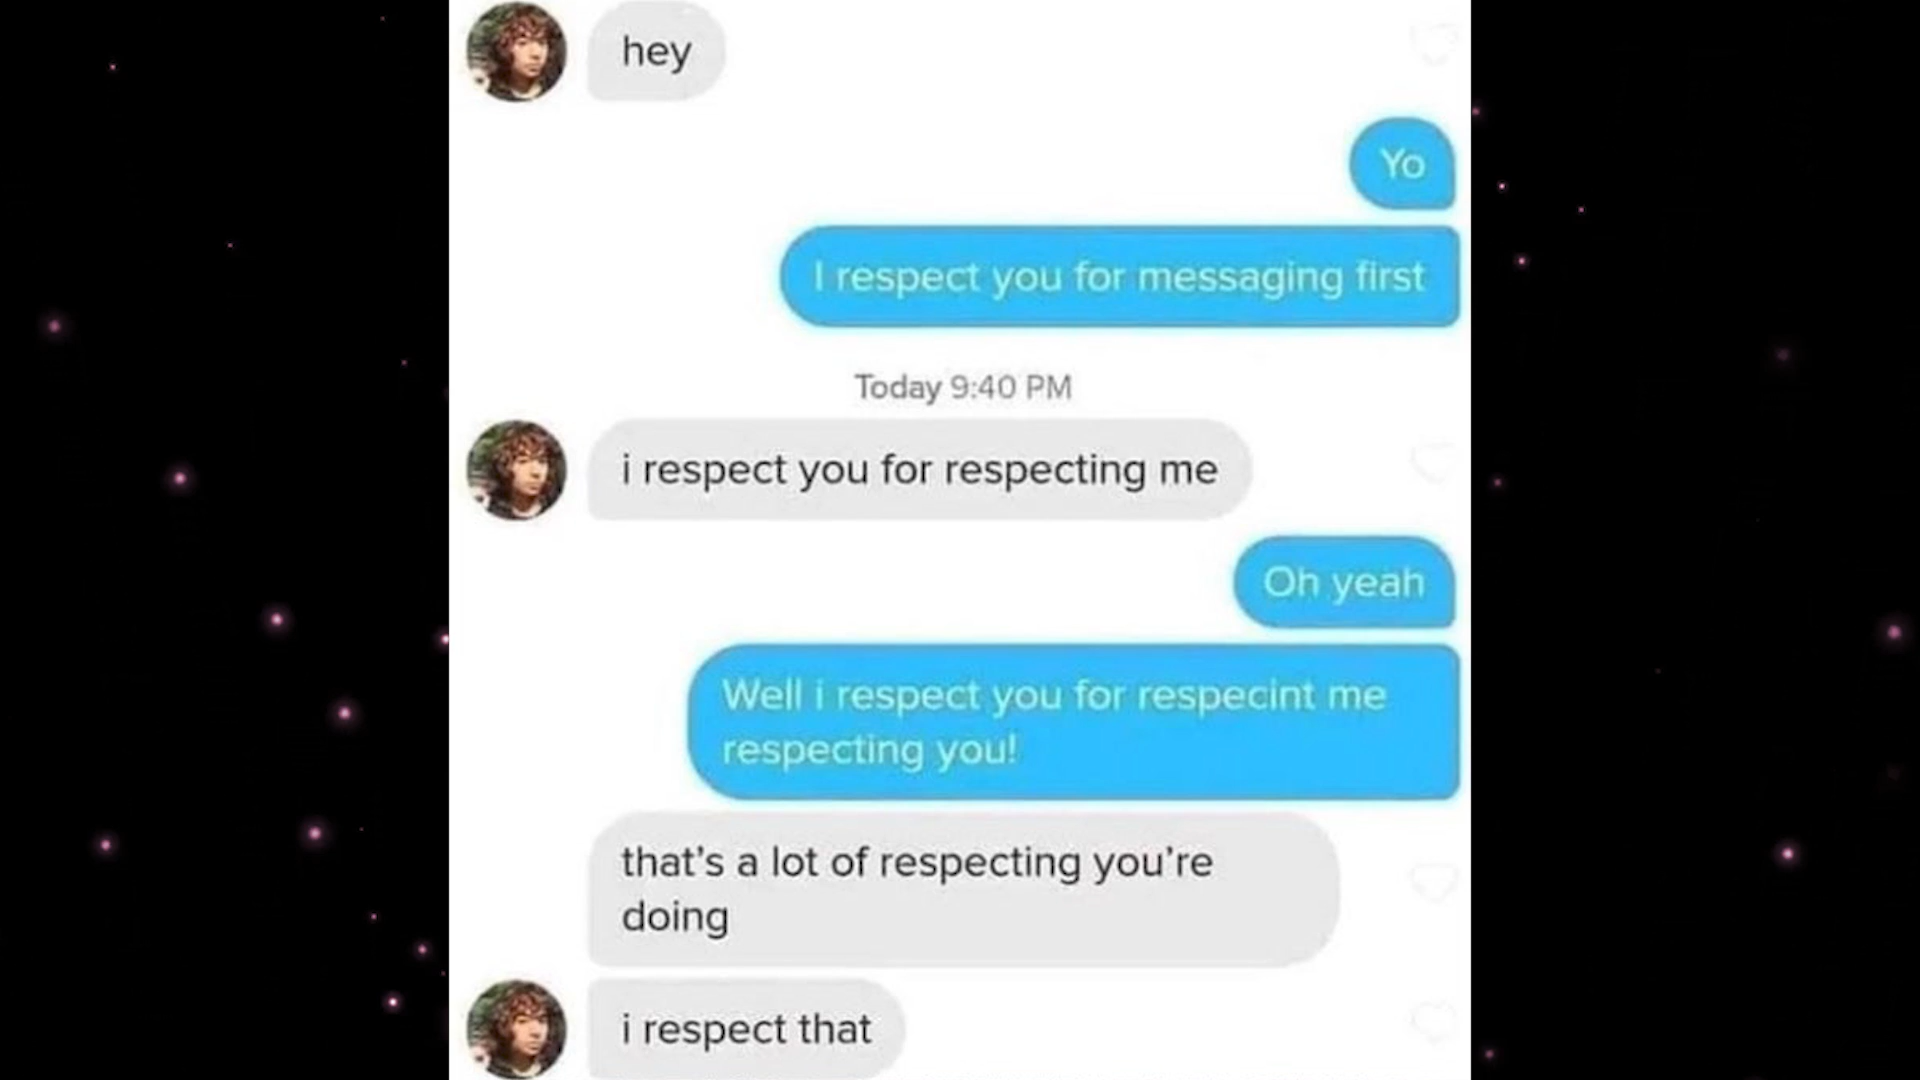 hey
Yo
I respect you for messaging first
Today 9:40 PM
i respect you for respecting me
Oh yeah
Well i respect you for respecint me
respecting you!
that's a lot of respecting you're
doing
i respect that